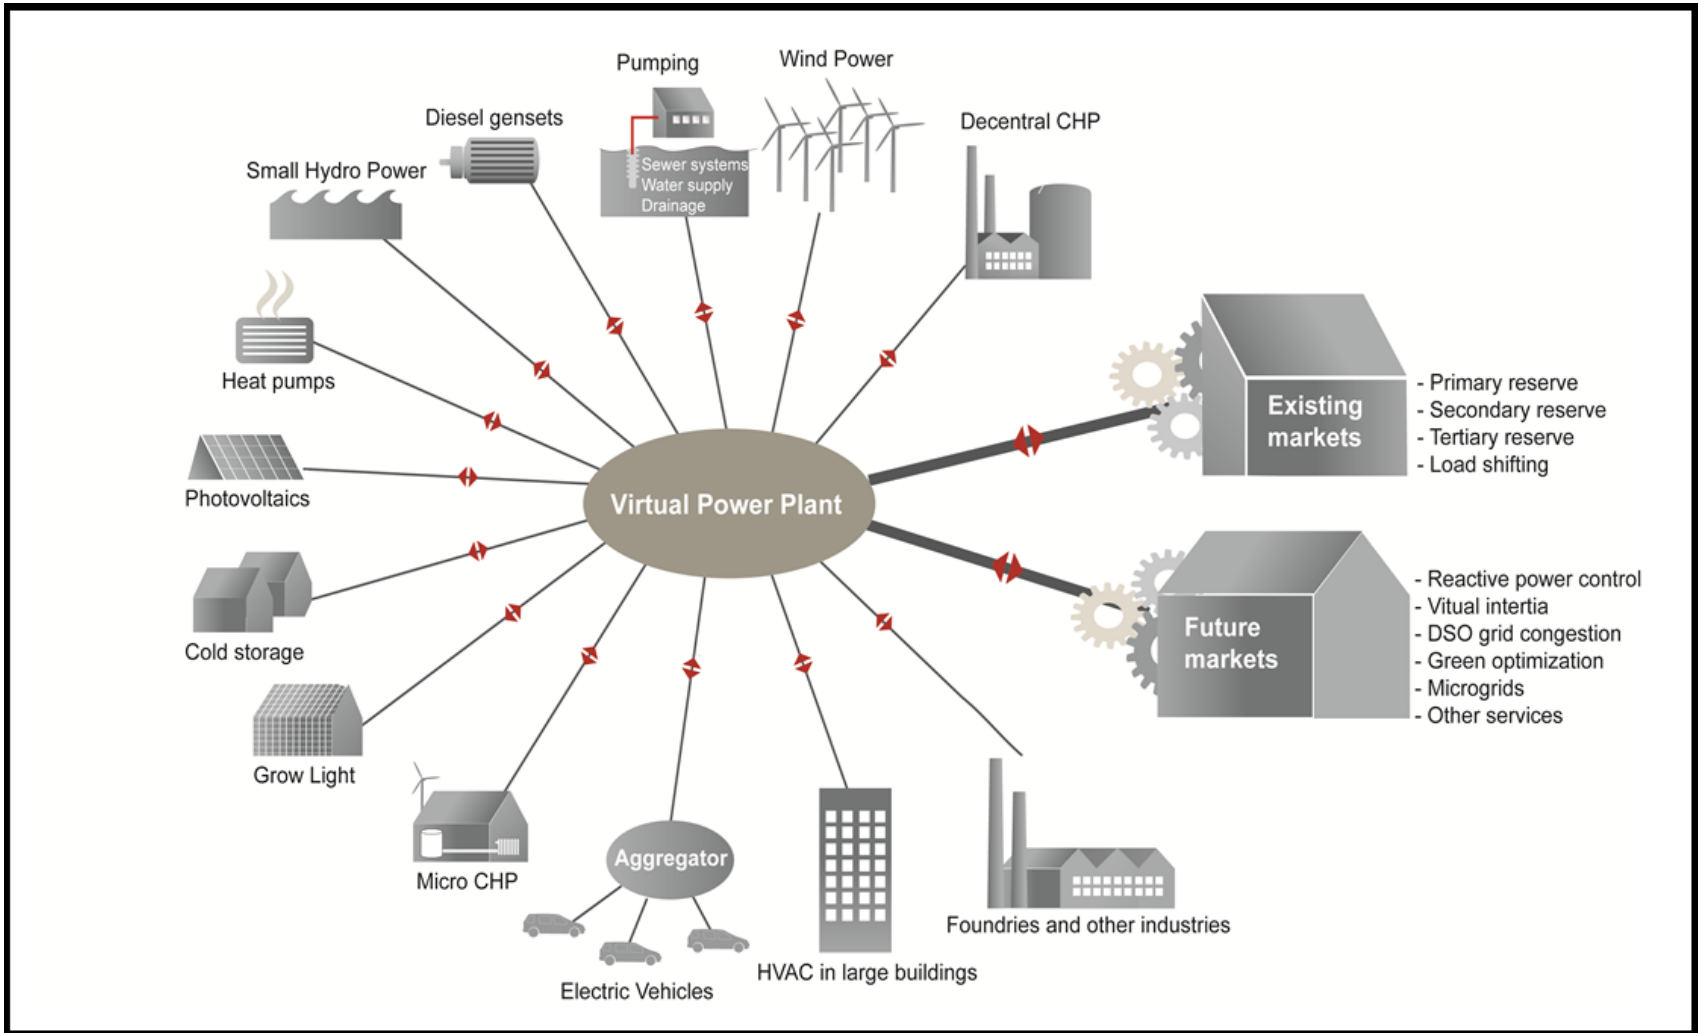 Pumping
Wind Power
Diesel gensets
Decentral CHP
Small Hydro Power
Sewer systems
Water supply
Drainage
Heat pumps
Photovoltaics
Cold storage
Grow Light
Micro CHP
Virtual Power Plant
Existing
markets
- Primary reserve
- Secondary reserve
- Tertiary reserve
- Load shifting
Future
markets
- Reactive power control
- Vitual intertia
- DSO grid congestion
- Green optimization
- Microgrids
- Other services
Aggregator
Electric Vehicles
HVAC in large buildings
Foundries and other industries